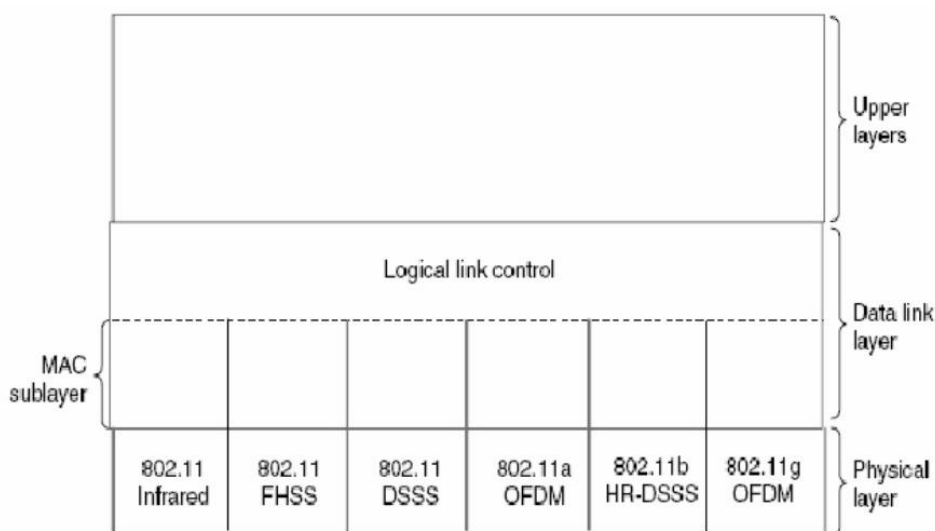 Upper
layers
Logical link control
Data link
layer
MAC
sublayer
802.11
Infrared
802.11
FHSS
802.11
DSSS
802.11a
OFDM
802.11b
HR-DSSS
802.11g
OFDM
Physical
layer